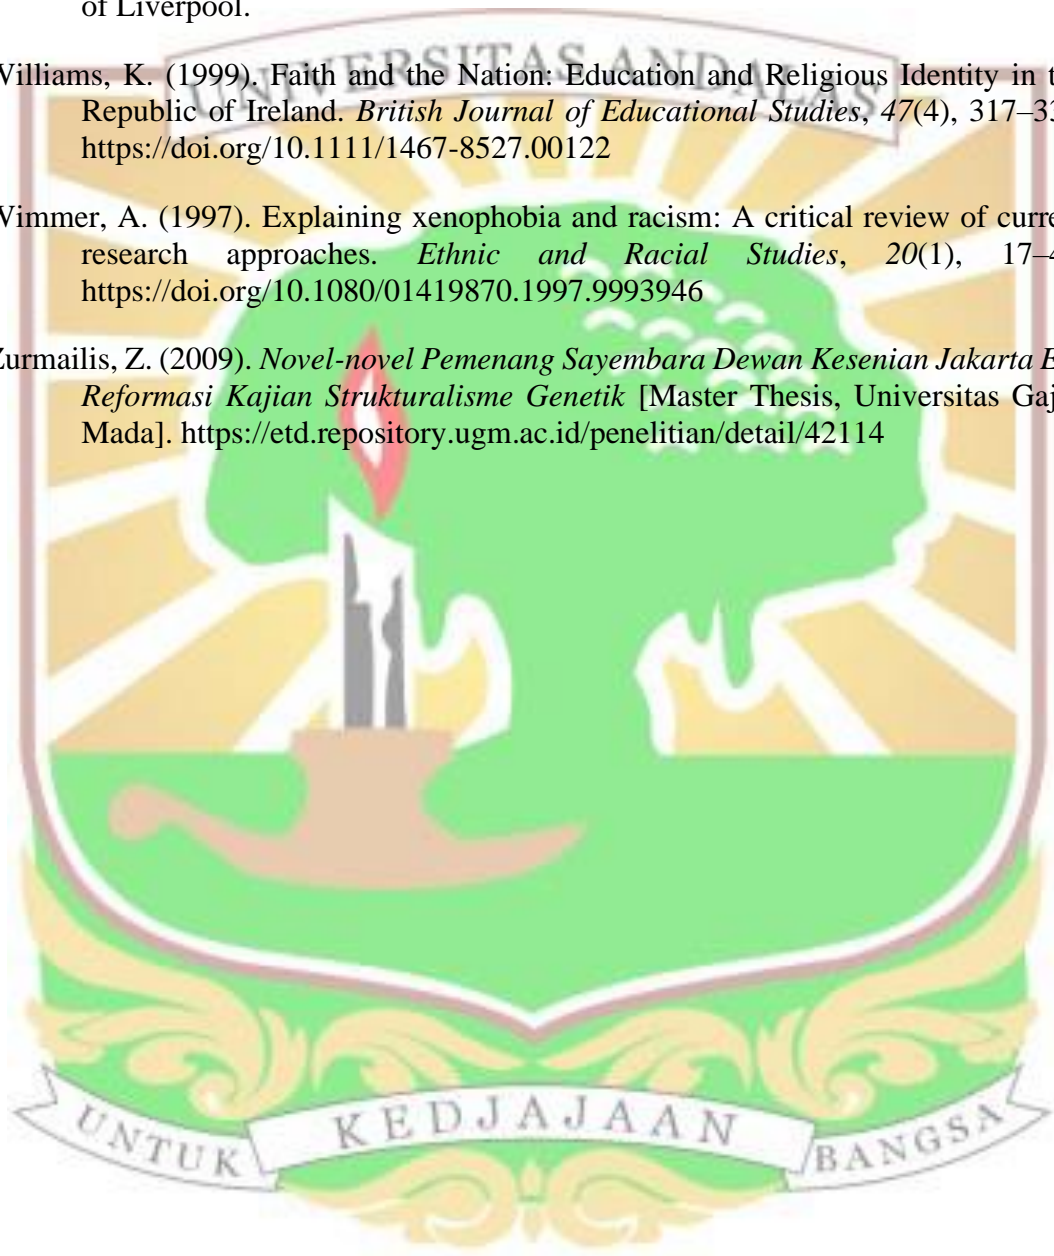 of Liverpool.
UNIVERSITAS ANDALAS
Williams, K. (1999). Faith and the Nation: Education and Religious Identity in t
Republic of Ireland. British Journal of Educational Studies, 47(4), 317–33
https://doi.org/10.1111/1467-8527.00122
Wimmer, A. (1997). Explaining xenophobia and racism: A critical review of curre
research approaches. Ethnic and Racial Studies, 20(1), 17–4
https://doi.org/10.1080/01419870.1997.9993946
Zurmailis, Z. (2009). Novel-novel Pemenang Sayembara Dewan Kesenian Jakarta E
Reformasi Kajian Strukturalisme Genetik [Master Thesis, Universitas Gaj
Mada]. https://etd.repository.ugm.ac.id/penelitian/detail/42114
UNTUK KEDJAJAAN BANGSA